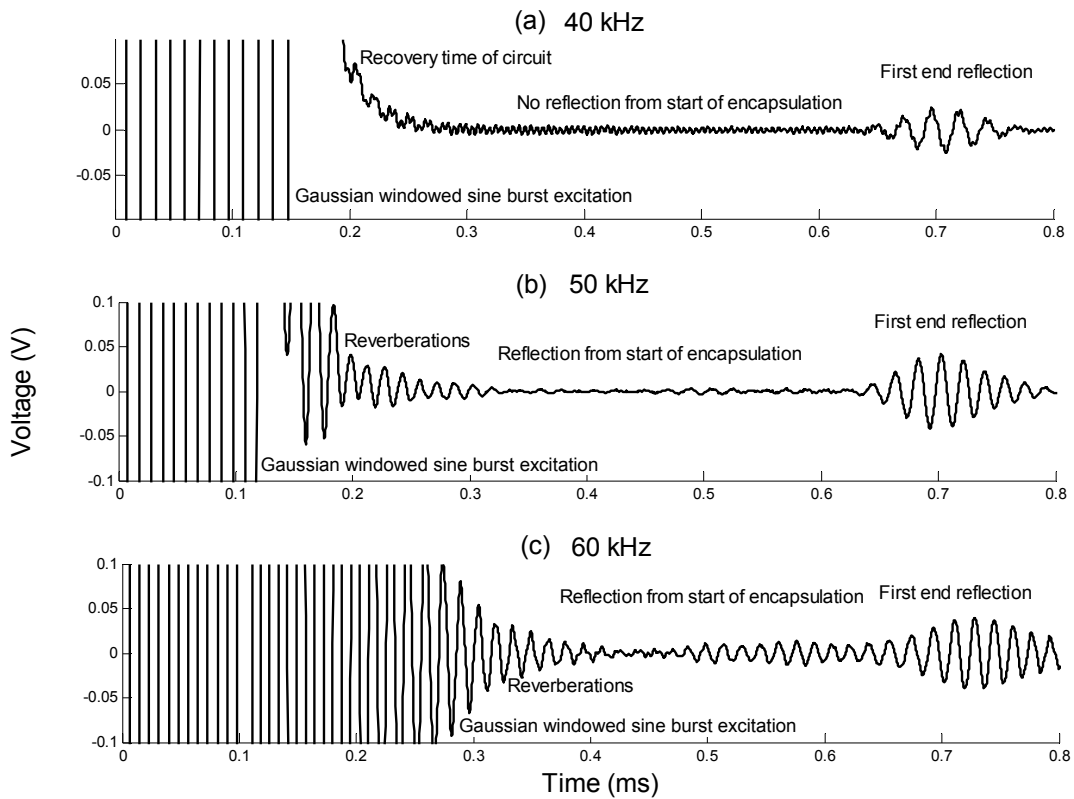 (a) 40 kHz
0.05
Recovery time of circuit
First end reflection
No reflection from start of encapsulation
0
-0.05
Gaussian windowed sine burst excitation
0 0.1 0.2 0.3 0.4 0.5 0.6 0.7 0.8
(b) 50 kHz
0.1
First end reflection
Reverberations
0.05
Reflection from start of encapsulation
0
-0.05
Gaussian windowed sine burst excitation
-0.1
0 0.1 0.2 0.3 0.4 0.5 0.6 0.7 0.8
Voltage (V)
(c) 60 kHz
0.1
Reflection from start of encapsulation First end reflection
0.05
0
Reverberations
-0.05
Gaussian windowed sine burst excitation
-0.1
0 0.1 0.2 0.3 0.4 0.5 0.6 0.7 0.8
Time (ms)